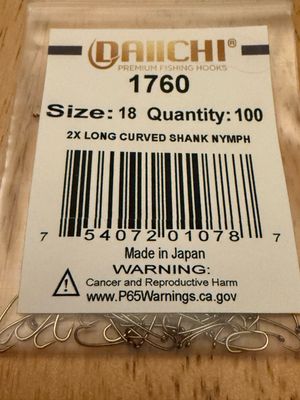 DAIICHI®
PREMIUM FISHING HOOKS
1760
Size: 18 Quantity: 100
2X LONG CURVED SHANK NYMPH
7 54072 01078 7
Made in Japan
WARNING:
Cancer and Reproductive Harm
www.P65Warnings.ca.gov